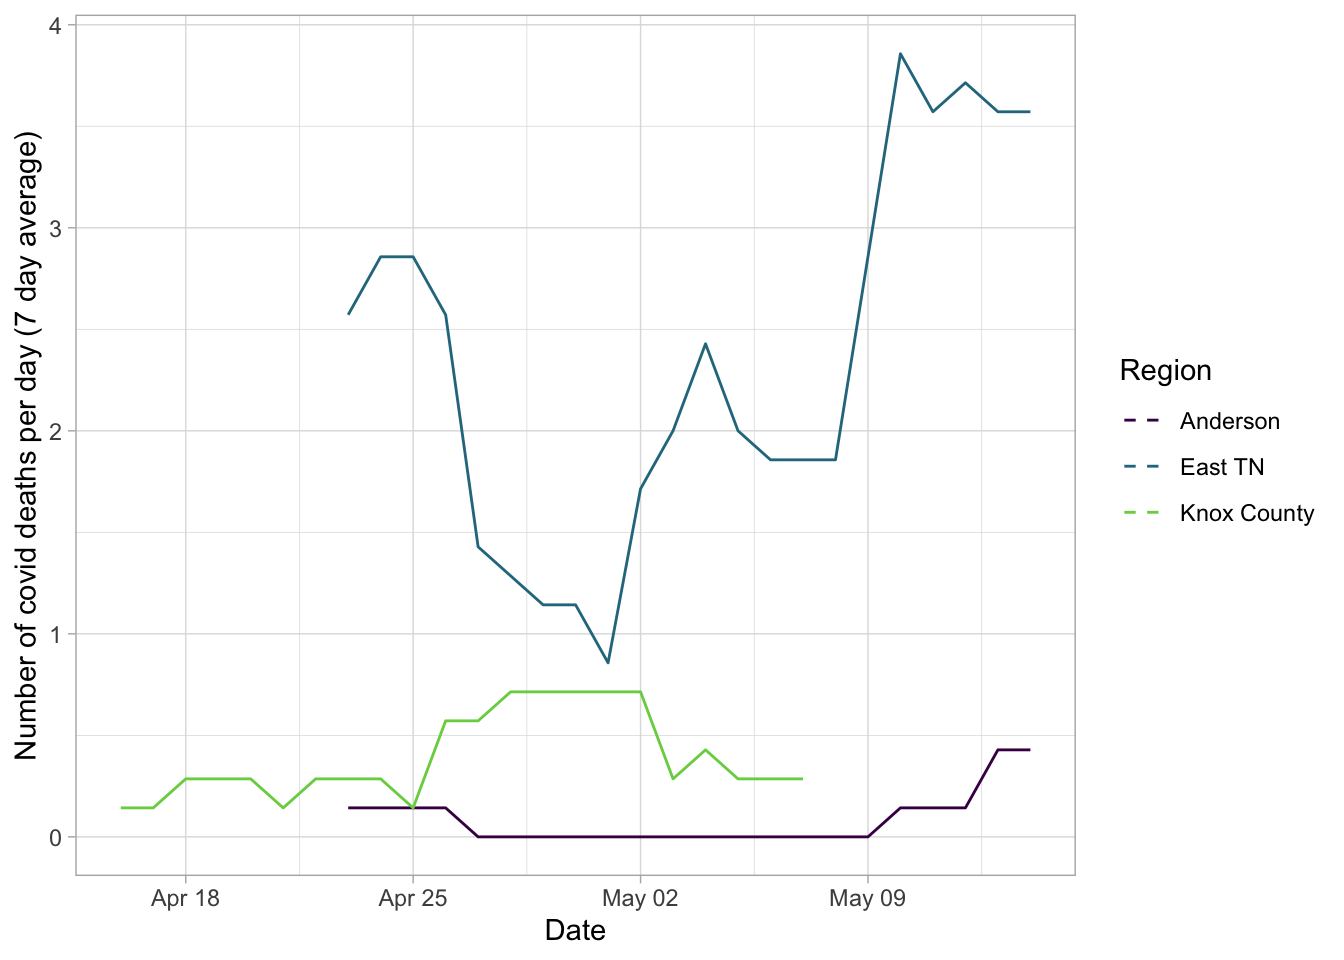 Number of covid deaths per day (7 day average)
4
3
2
1
0
Apr 18
Apr 25
May 02
May 09
Date
Region
Anderson
East TN
Knox County